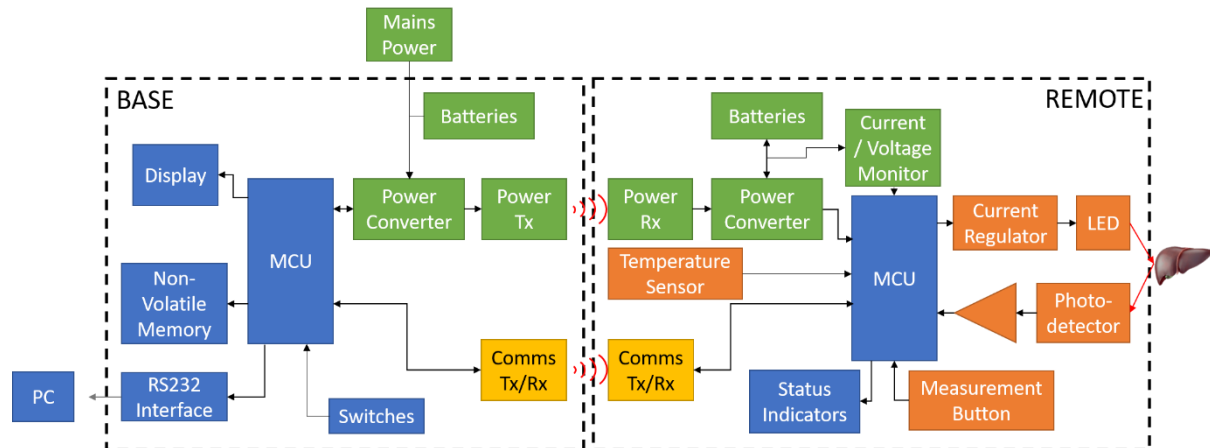 Mains
Power
BASE
REMOTE
Batteries
Batteries
Current
/ Voltage
Monitor
Display
Power
Converter
Power
Tx
Power
Rx
Power
Converter
Current
Regulator
LED
MCU
Temperature
Sensor
MCU
Non-
Volatile
Memory
Photo-
detector
Comms
Tx/Rx
Comms
Tx/Rx
PC
RS232
Interface
Switches
Status
Indicators
Measurement
Button